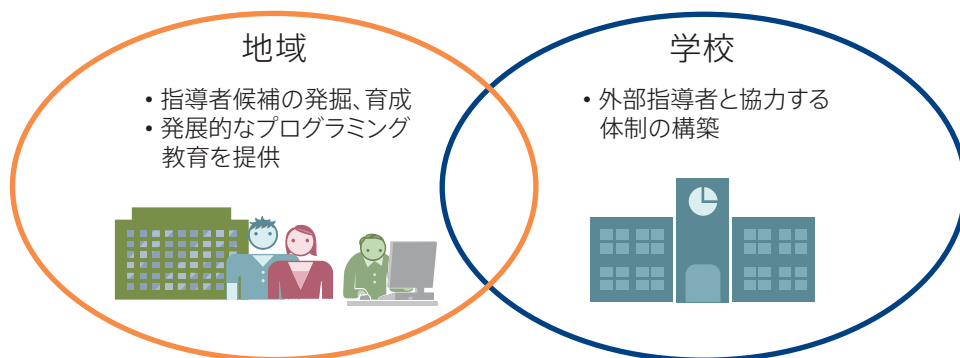 地域
・指導者候補の発掘、育成
・発展的なプログラミング
教育を提供
学校
・外部指導者と協力する
体制の構築